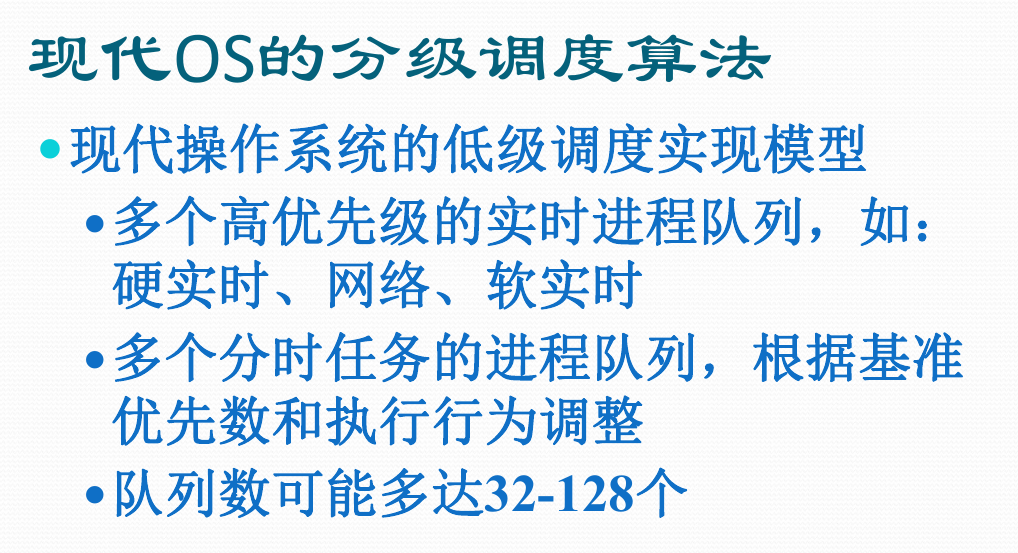 现代OS的分级调度算法
•现代操作系统的低级调度实现模型
•多个高优先级的实时进程队列，如：
硬实时、网络、软实时
•多个分时任务的进程队列，根据基准
优先数和执行行为调整
•队列数可能多达32-128个